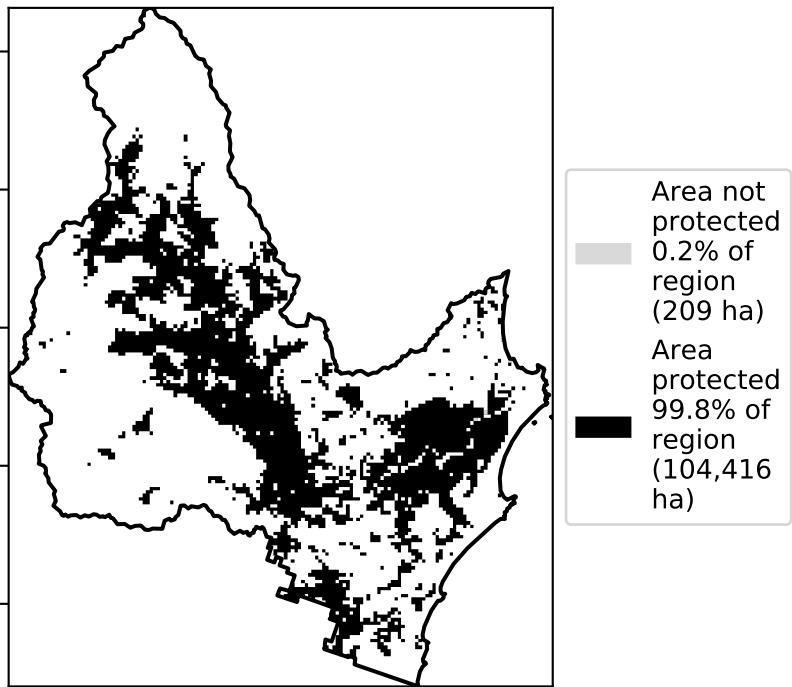 Area not
protected
0.2% of
region
(209 ha)
Area
protected
99.8% of
region
(104,416
ha)